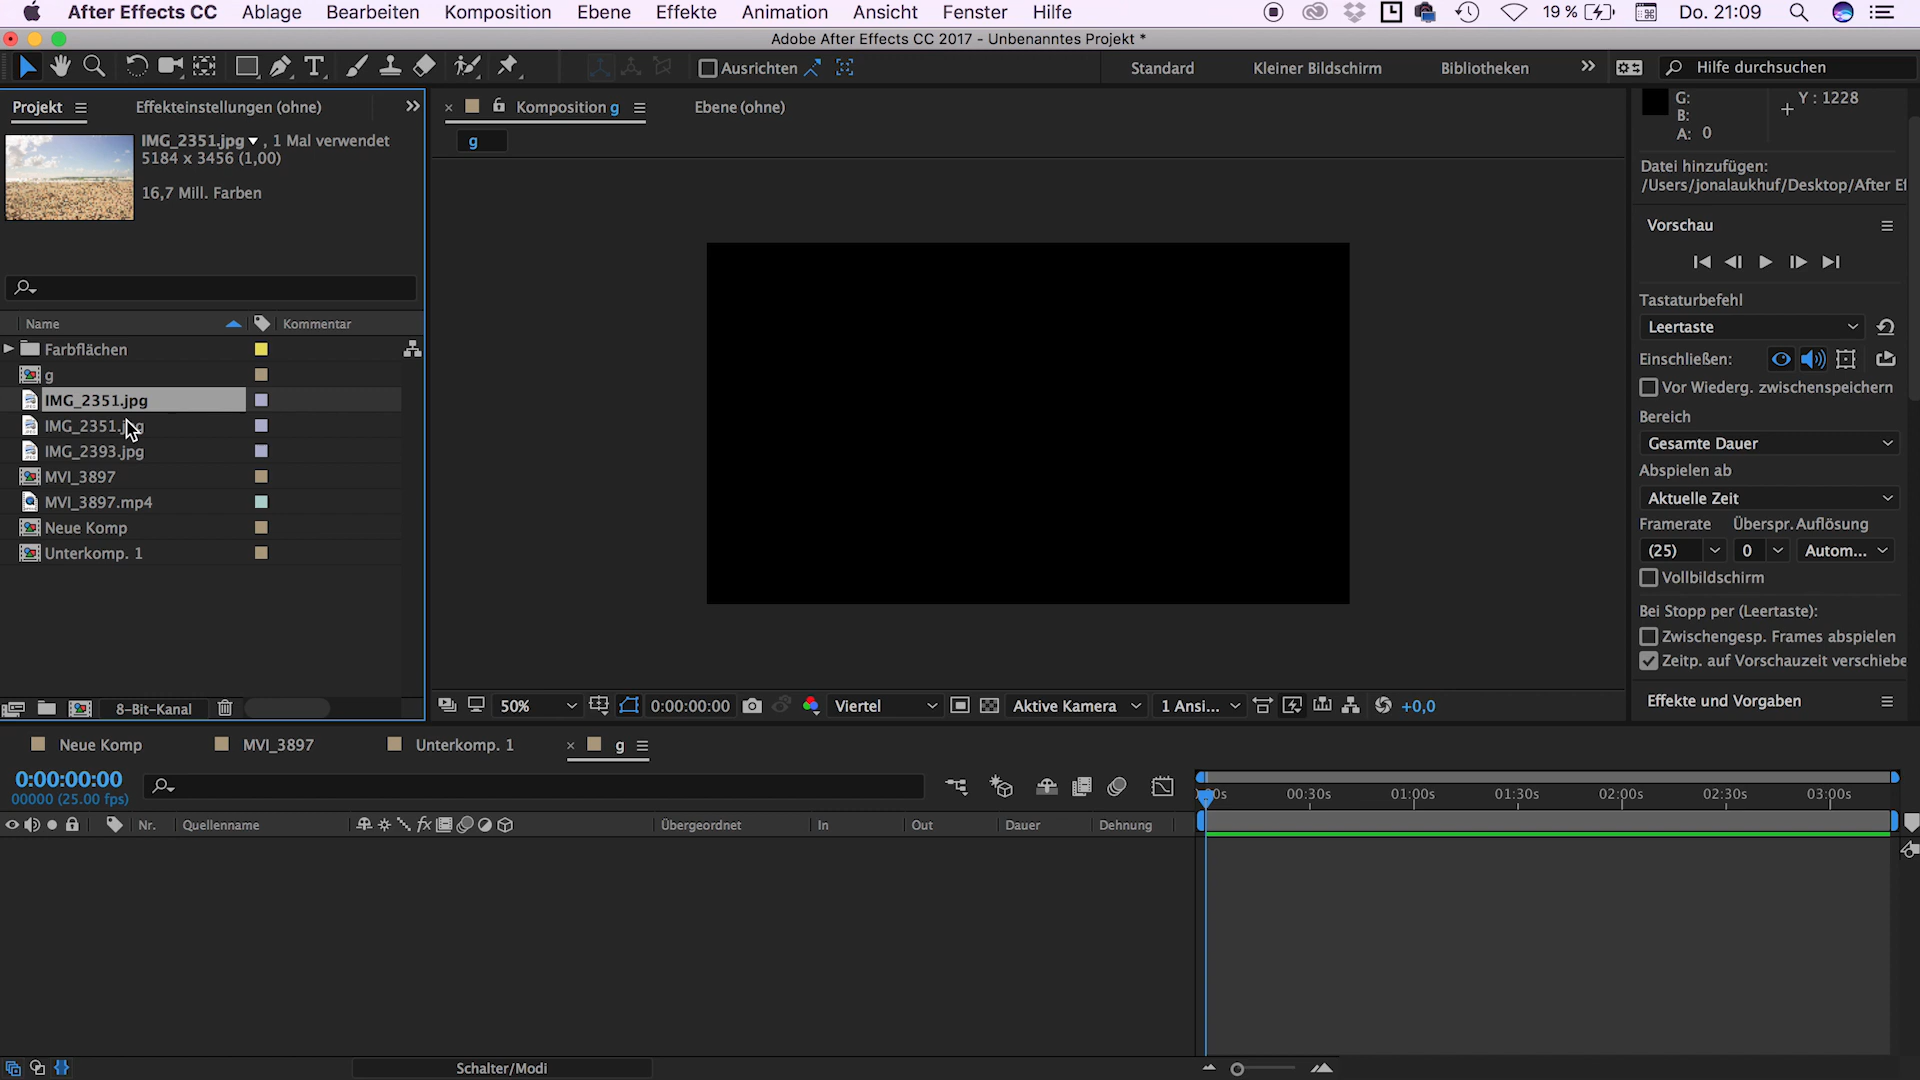 After Effects CC Ablage Bearbeiten Komposition Ebene Effekte Animation Ansicht Fenster Hilfe 19 % Do. 21:09
Adobe After Effects CC 2017 - Unbenanntes Projekt *
Ausrichten Standard Kleiner Bildschirm Bibliotheken Hilfe durchsuchen
Projekt Effekteinstellungen (ohne)
IMG_2351.jpg , 1 Mal verwendet
5184 x 3456 (1,00)
16,7 Mill. Farben
Name Kommentar
Farbflächen
g
IMG_2351.jpg
IMG_2351.jpg
IMG_2393.jpg
MVI_3897
MVI_3897.mp4
Neue Komp
Unterkomp. 1
8-Bit-Kanal
Komposition g Ebene (ohne)
g
50% 0:00:00:00 Viertel Aktive Kamera 1 Ansi... +0,0
G:
B:
A: 0
Y : 1228
Datei hinzufügen:
/Users/jonalaukhuf/Desktop/After Ef
Vorschau
Tastaturbefehl
Leertaste
Einschließen:
Vor Wiederg. zwischenspeichern
Bereich
Gesamte Dauer
Abspielen ab
Aktuelle Zeit
Framerate Überspr. Auflösung
(25) 0 Autom...
Vollbildschirm
Bei Stopp per (Leertaste):
Zwischengesp. Frames abspielen
Zeitp. auf Vorschauzeit verschiebe
Effekte und Vorgaben
Neue Komp MVI_3897 Unterkomp. 1 g
0:00:00:00
00000 (25.00 fps)
00s 00:30s 01:00s 01:30s 02:00s 02:30s 03:00s
Nr. Quellenname fx Übergeordnet In Out Dauer Dehnung
Schalter/Modi